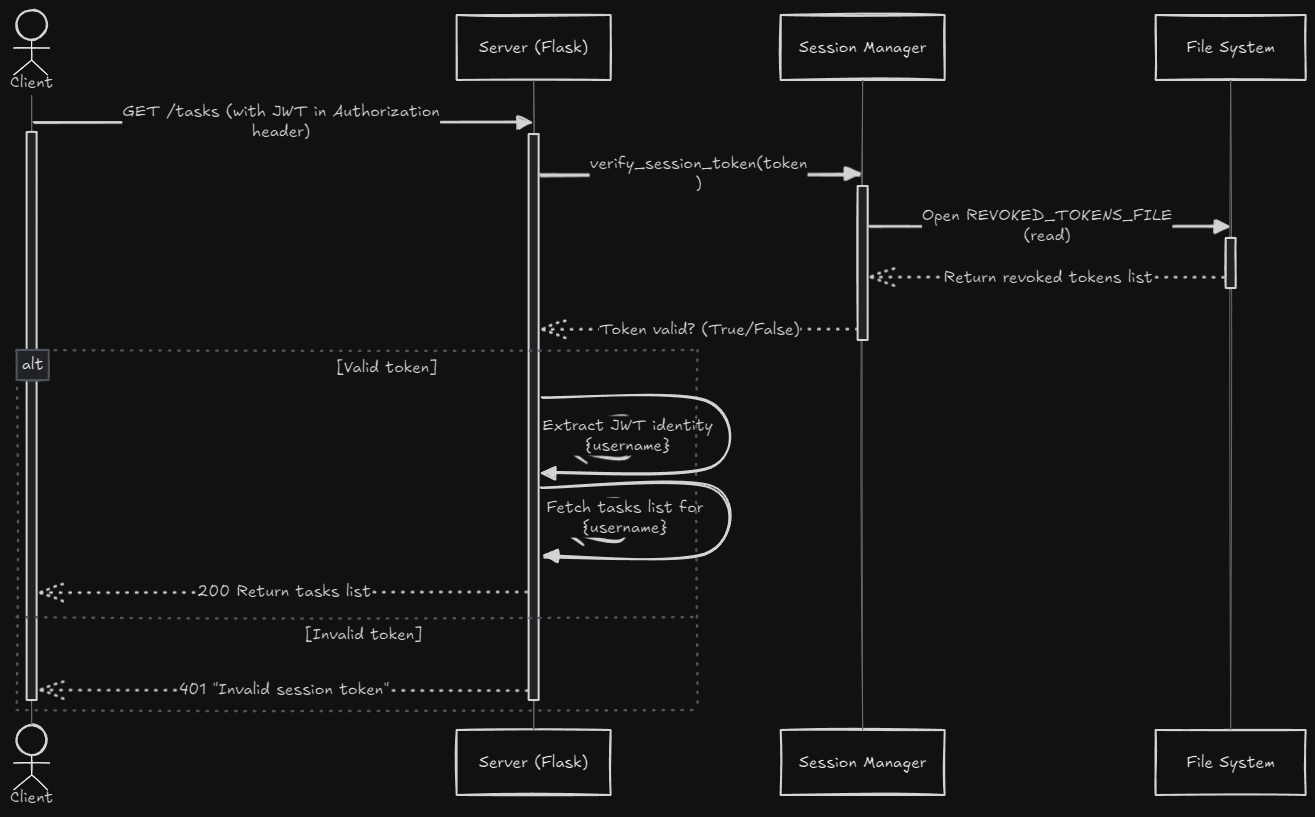 Client
Server (Flask)
Session Manager
File System
GET /tasks (with JWT in Authorization
header)
verify_session_token(token
)
Open REVOKED_TOKENS_FILE
(read)
Return revoked tokens list
Token valid? (True/False)
alt
[Valid token]
Extract JWT identity
{username}
Fetch tasks list for
{username}
200 Return tasks list
[Invalid token]
401 "Invalid session token"
Client
Server (Flask)
Session Manager
File System